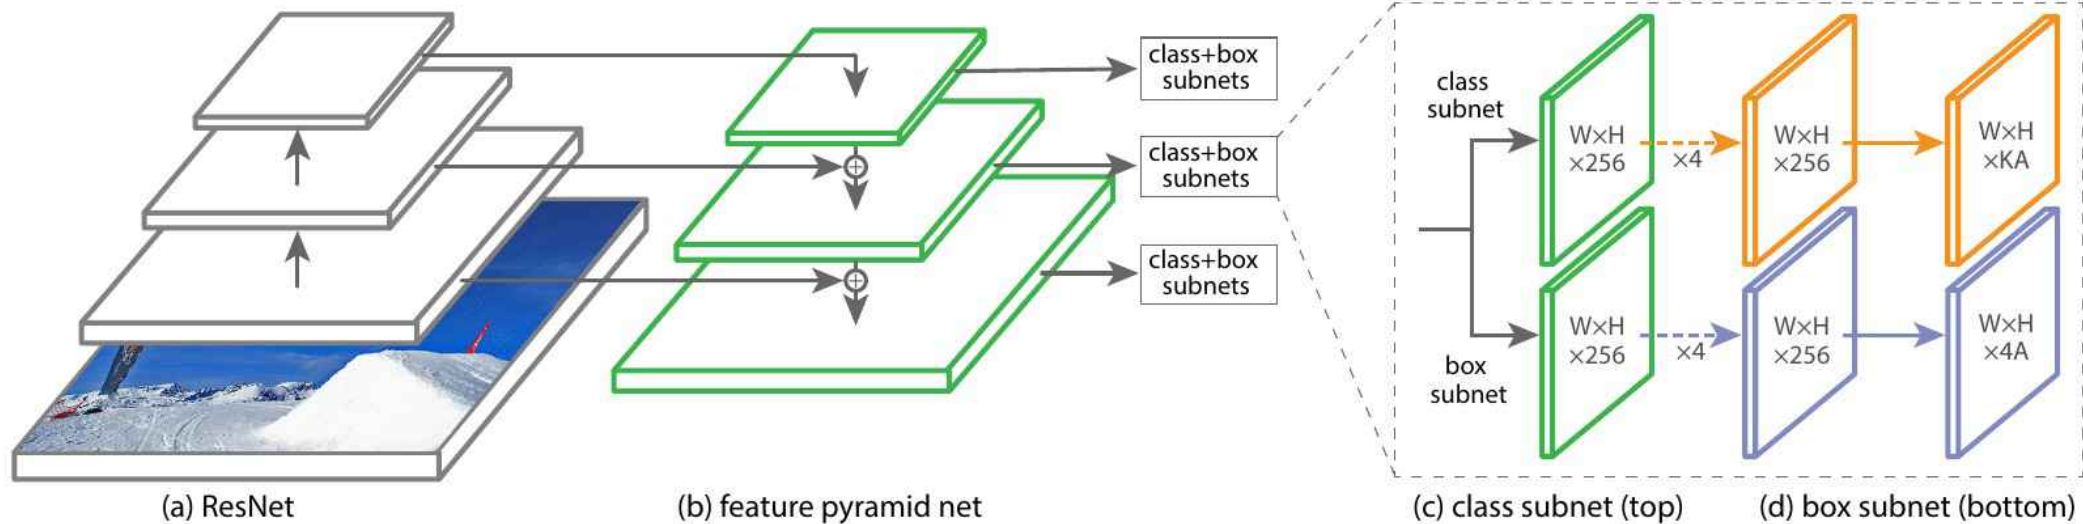 class+box
subnets
class+box
subnets
class+box
subnets
class
subnet
W×H
×256
×4
W×H
×256
W×H
×KA
box
subnet
W×H
×256
×4
W×H
×256
W×H
×4A
(a) ResNet
(b) feature pyramid net
(c) class subnet (top)
(d) box subnet (bottom)